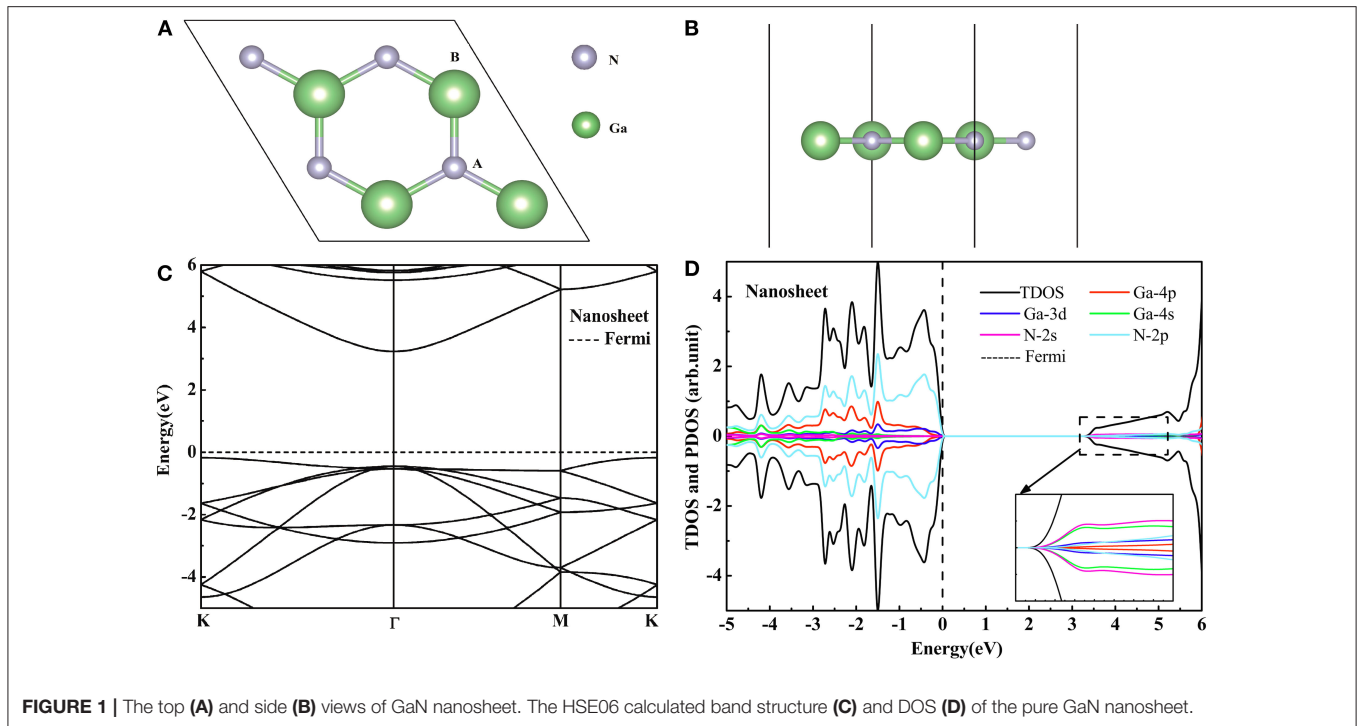 A
B
N
Ga
B
A
C
6
4
2
0
-2
-4
Energy(eV)
Nanosheet
Fermi
K
Γ
M
K
D
4
2
0
-2
-4
TDOS and PDOS (arb.unit)
Nanosheet
TDOS
Ga-4p
Ga-3d
Ga-4s
N-2s
N-2p
Fermi
-5 -4 -3 -2 -1 0 1 2 3 4 5 6
Energy(eV)
FIGURE 1 | The top (A) and side (B) views of GaN nanosheet. The HSE06 calculated band structure (C) and DOS (D) of the pure GaN nanosheet.